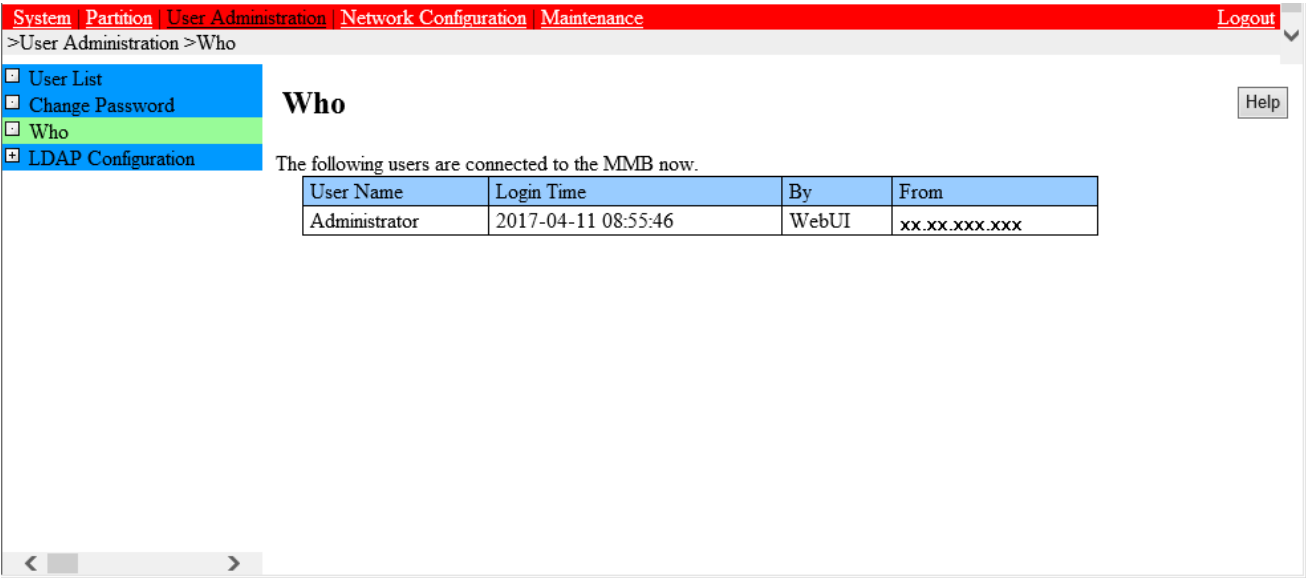 System | Partition | User Administration | Network Configuration | Maintenance Logout
>User Administration >Who
User List
Change Password
Who
LDAP Configuration
Who
Help
The following users are connected to the MMB now.
User Name Login Time By From
Administrator 2017-04-11 08:55:46 WebUI xx.xx.xxx.xxx